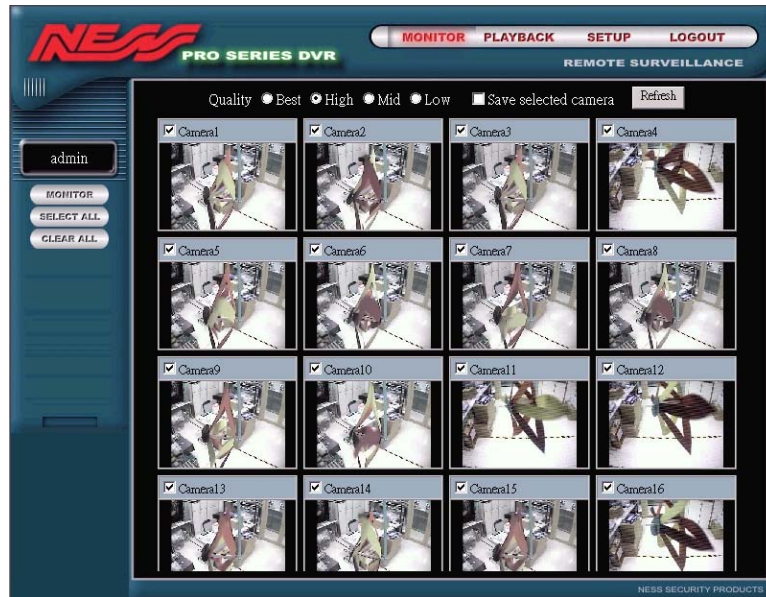 NESS
PRO SERIES DVR
MONITOR PLAYBACK SETUP LOGOUT
REMOTE SURVEILLANCE
Quality Best High Mid Low Save selected camera Refresh
admin
MONITOR
SELECT ALL
CLEAR ALL
Camera1 Camera2 Camera3 Camera4
Camera5 Camera6 Camera7 Camera8
Camera9 Camera10 Camera11 Camera12
Camera13 Camera14 Camera15 Camera16
NESS SECURITY PRODUCTS